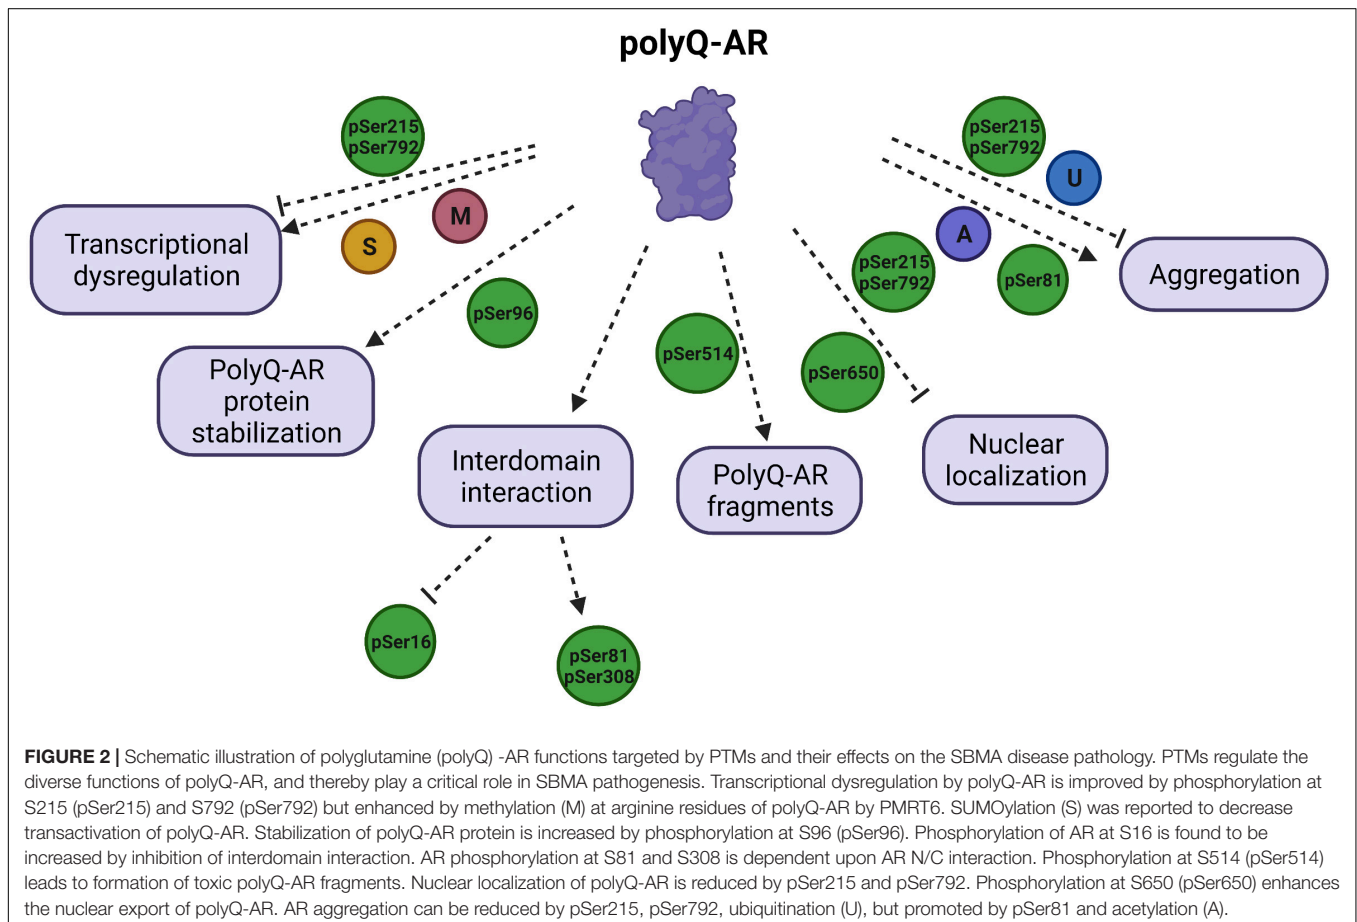 polyQ-AR
pSer215
pSer792
pSer215
pSer792
U
M
S
A
Transcriptional
dysregulation
pSer215
pSer792
pSer81
Aggregation
pSer96
pSer514
pSer650
PolyQ-AR
protein
stabilization
Interdomain
interaction
PolyQ-AR
fragments
Nuclear
localization
pSer16
pSer81
pSer308
FIGURE 2 | Schematic illustration of polyglutamine (polyQ) -AR functions targeted by PTMs and their effects on the SBMA disease pathology. PTMs regulate the
diverse functions of polyQ-AR, and thereby play a critical role in SBMA pathogenesis. Transcriptional dysregulation by polyQ-AR is improved by phosphorylation at
S215 (pSer215) and S792 (pSer792) but enhanced by methylation (M) at arginine residues of polyQ-AR by PMRT6. SUMOylation (S) was reported to decrease
transactivation of polyQ-AR. Stabilization of polyQ-AR protein is increased by phosphorylation at S96 (pSer96). Phosphorylation of AR at S16 is found to be
increased by inhibition of interdomain interaction. AR phosphorylation at S81 and S308 is dependent upon AR N/C interaction. Phosphorylation at S514 (pSer514)
leads to formation of toxic polyQ-AR fragments. Nuclear localization of polyQ-AR is reduced by pSer215 and pSer792. Phosphorylation at S650 (pSer650) enhances
the nuclear export of polyQ-AR. AR aggregation can be reduced by pSer215, pSer792, ubiquitination (U), but promoted by pSer81 and acetylation (A).